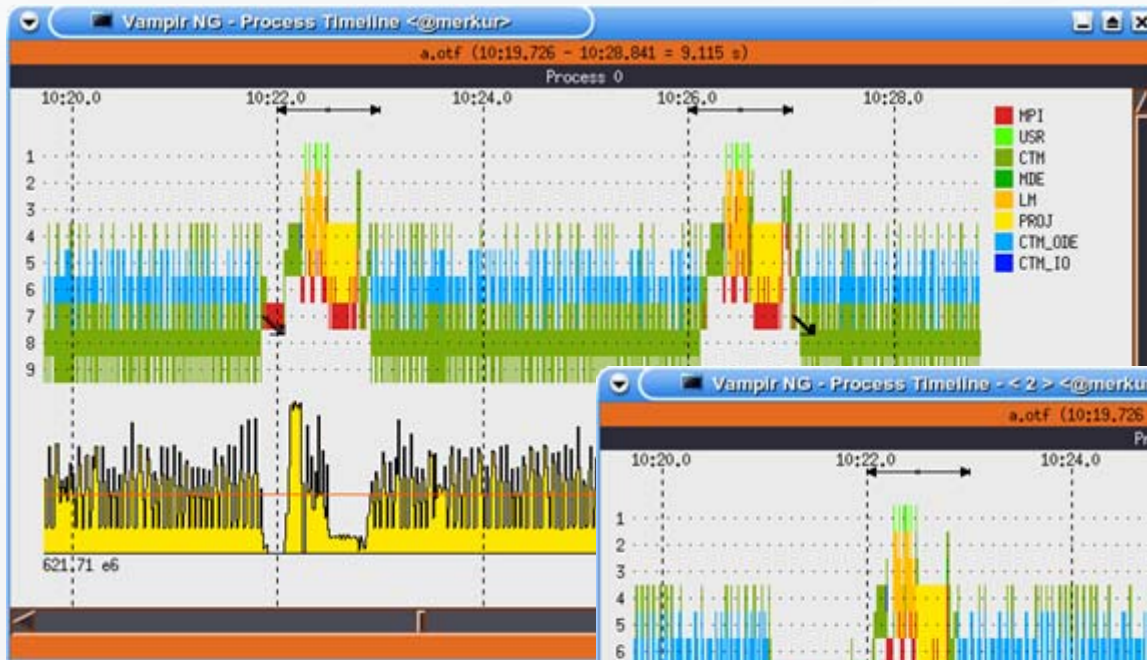 Vampir NG - Process Timeline <@merkur>
a.otf (10:19.726 - 10:28.841 = 9.115 s)
Process 0
10:20.0 10:22.0 10:24.0 10:26.0 10:28.0
MPI
USR
CTM
MDE
LM
PROJ
CTM_ODE
CTM_IO
1
2
3
4
5
6
7
8
9
621.71 e6
Vampir NG - Process Timeline - < 2 > <@merku
a.otf (10:19.726
10:20.0 10:22.0 10:24.0
1
2
3
4
5
6